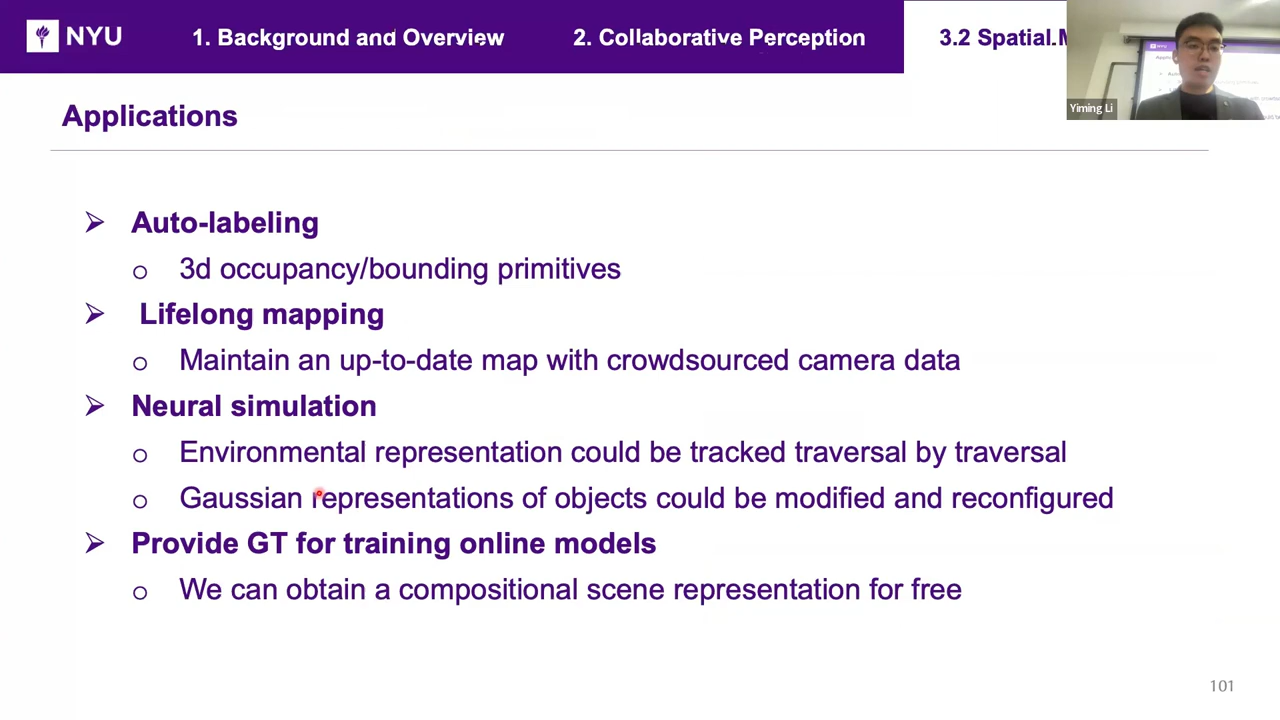 NYU
1. Background and Overview
2. Collaborative Perception
3.2 Spatial.M
Yiming Li
Applications
Auto-labeling
3d occupancy/bounding primitives
Lifelong mapping
Maintain an up-to-date map with crowdsourced camera data
Neural simulation
Environmental representation could be tracked traversal by traversal
Gaussian representations of objects could be modified and reconfigured
Provide GT for training online models
We can obtain a compositional scene representation for free
101